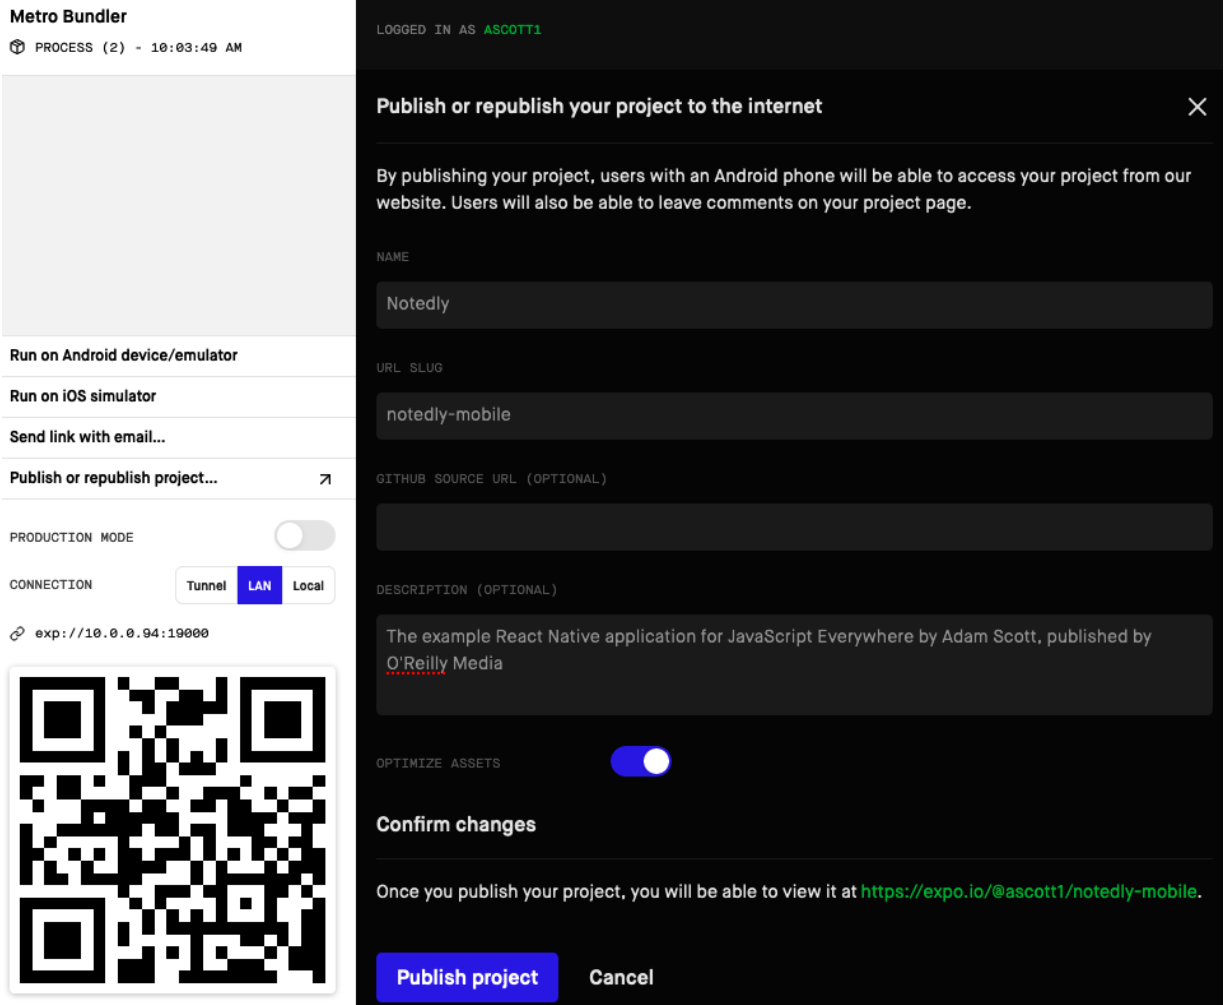 Metro Bundler
PROCESS (2) - 10:03:49 AM
Run on Android device/emulator
Run on iOS simulator
Send link with email...
Publish or republish project...
PRODUCTION MODE
CONNECTION
Tunnel
LAN
Local
exp://10.0.0.94:19000
LOGGED IN AS ASCOTT1
Publish or republish your project to the internet
By publishing your project, users with an Android phone will be able to access your project from our
website. Users will also be able to leave comments on your project page.
NAME
Notedly
URL SLUG
notedly-mobile
GITHUB SOURCE URL (OPTIONAL)
DESCRIPTION (OPTIONAL)
The example React Native application for JavaScript Everywhere by Adam Scott, published by
O'Reilly Media
OPTIMIZE ASSETS
Confirm changes
Once you publish your project, you will be able to view it at https://expo.io/@ascott1/notedly-mobile.
Publish project
Cancel